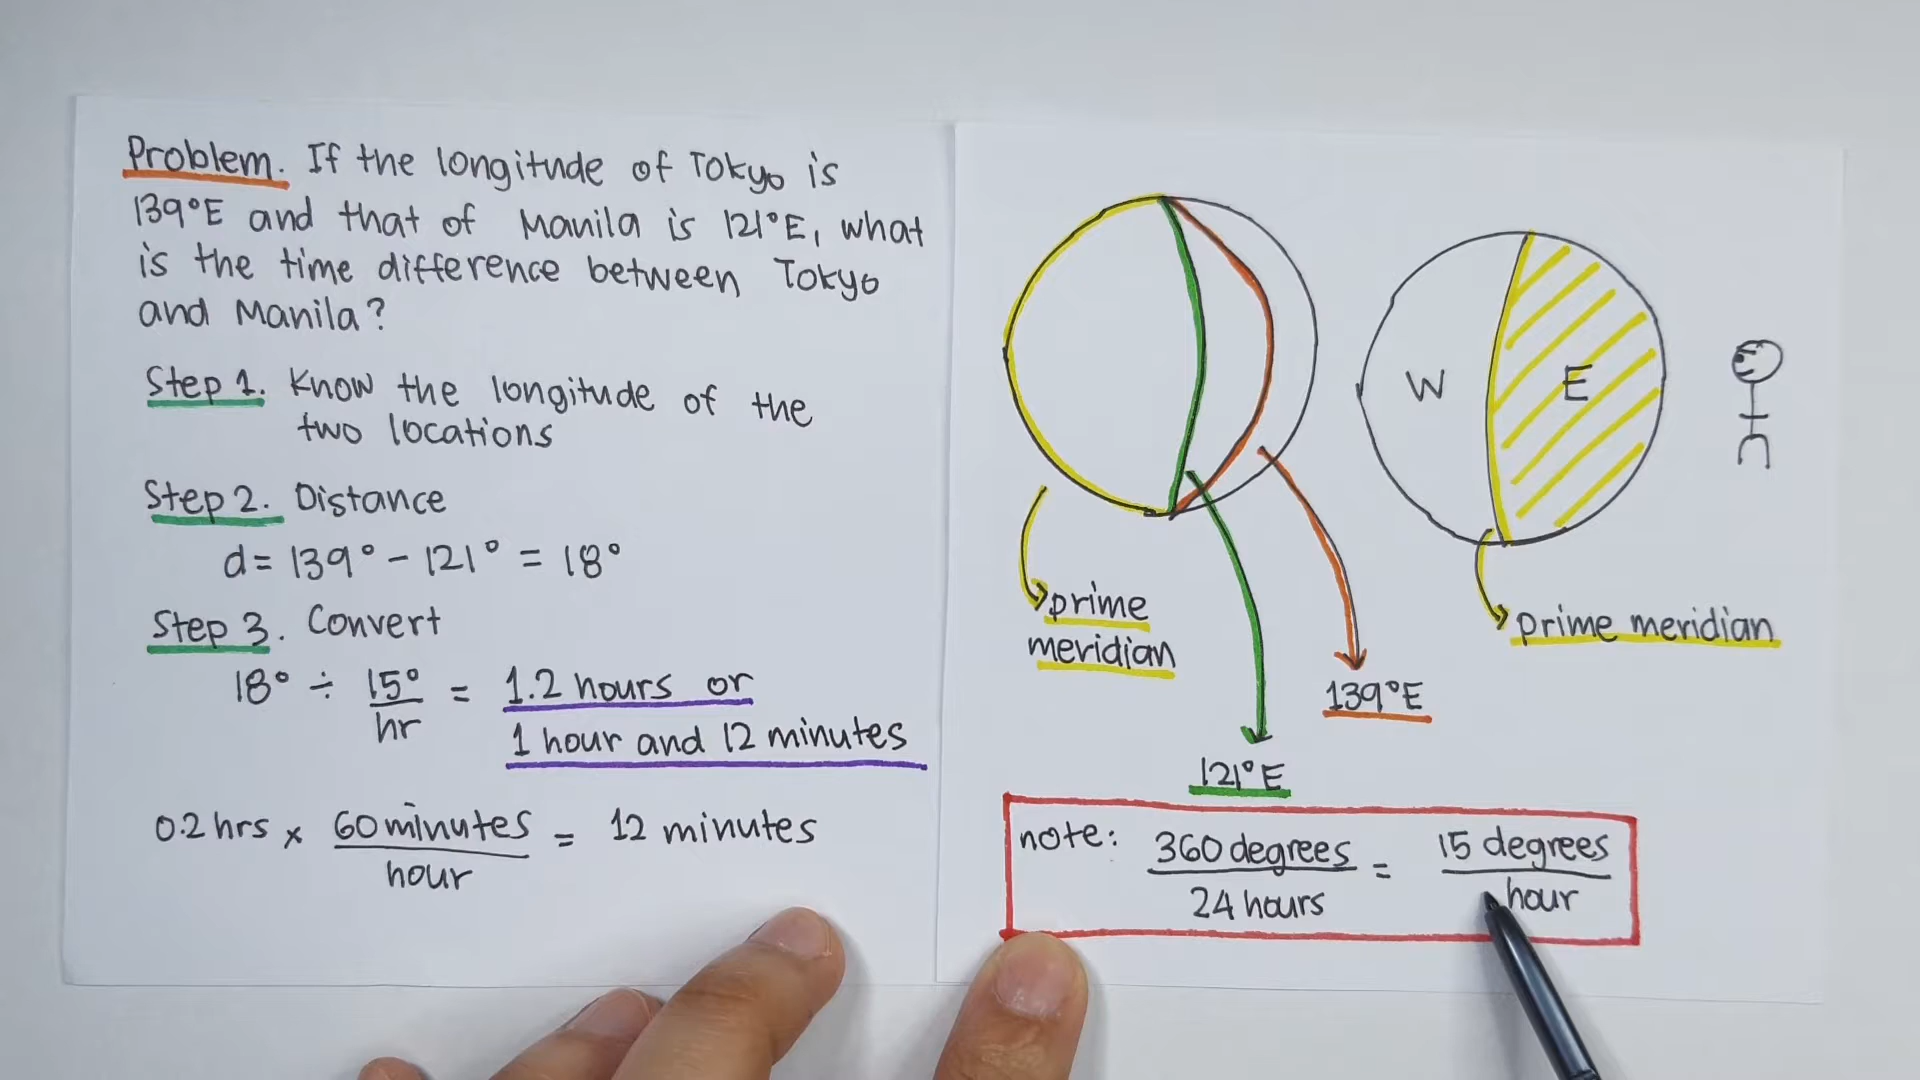 Problem. If the longitude of Tokyo is
139°E and that of Manila is 121°E, what
is the time difference between Tokyo
and Manila?
Step 1. Know the longitude of the
two locations
Step 2. Distance
d = 139° - 121° = 18°
Step 3. Convert
18° ÷ 15°/hr = 1.2 hours or
1 hour and 12 minutes
0.2 hrs x 60 minutes/hour = 12 minutes
W E
prime
meridian
prime meridian
139°E
121°E
note: 360 degrees/24 hours = 15 degrees/hour